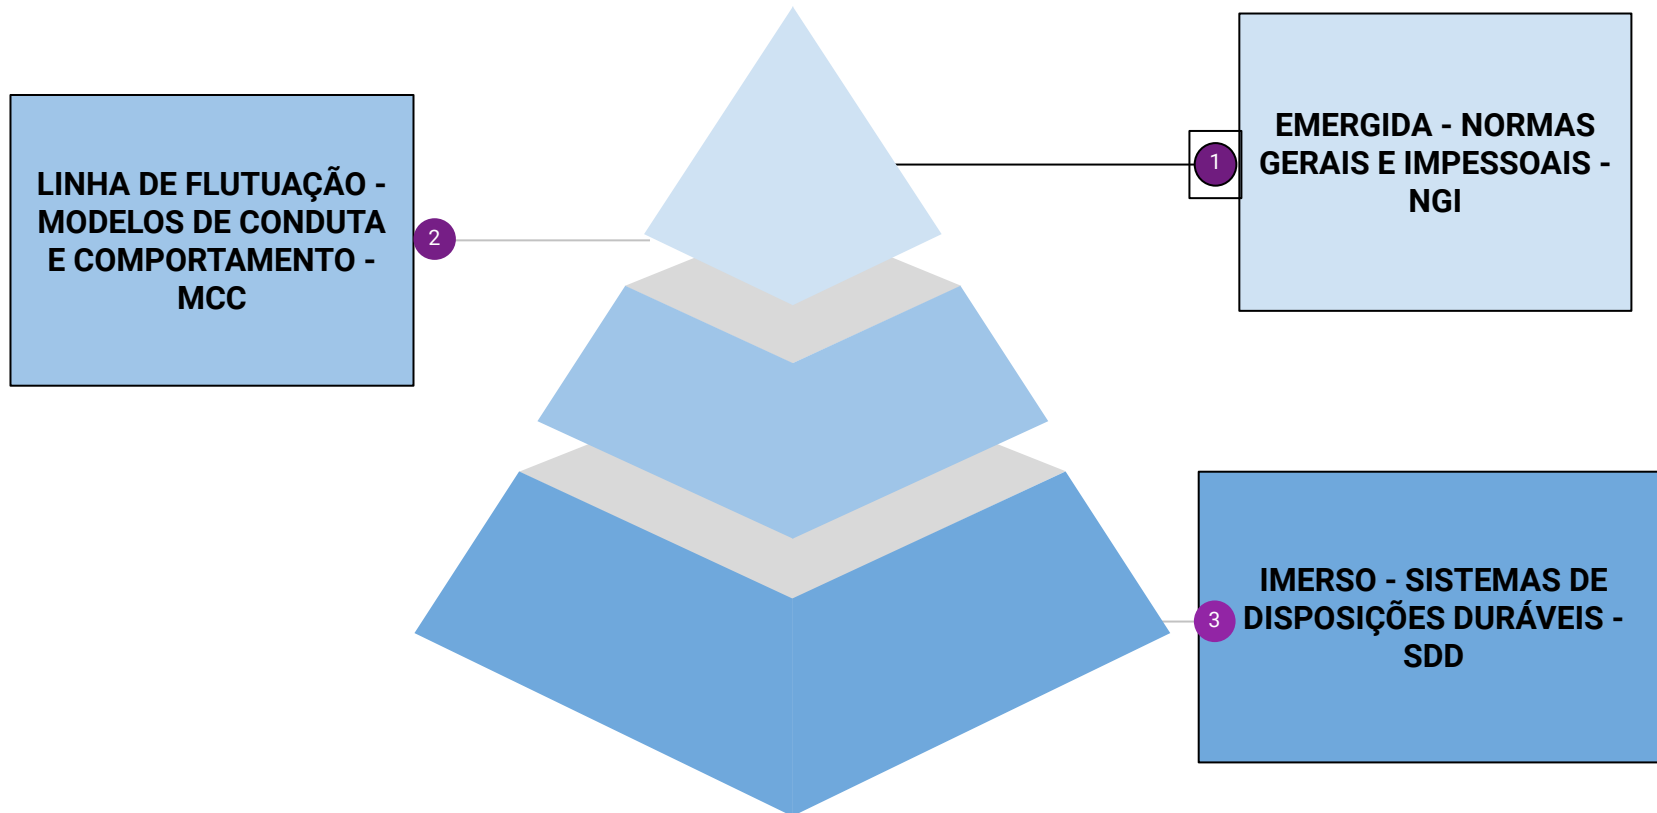 EMERGIDA - NORMAS
GERAIS E IMPESSOAIS -
NGI
1
LINHA DE FLUTUAÇÃO -
MODELOS DE CONDUTA
E COMPORTAMENTO -
MCC
2
IMERSO - SISTEMAS DE
DISPOSIÇÕES DURÁVEIS -
SDD
3